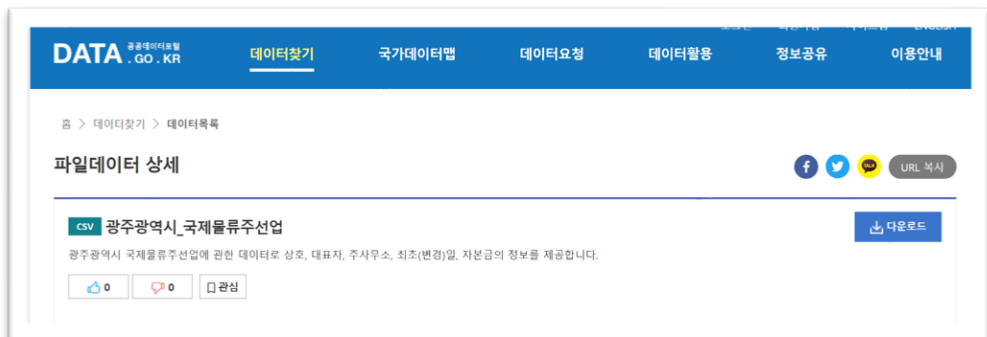 DATA 공공데이터포털 .GO.KR
데이터찾기 국가데이터맵 데이터요청 데이터활용 정보공유 이용안내
홈 > 데이터찾기 > 데이터목록
파일데이터 상세
f TALK URL 복사
CSV 광주광역시_국제물류주선업
다운로드
광주광역시 국제물류주선업에 관한 데이터로 상호, 대표자, 주사무소, 최초(변경)일, 자본금의 정보를 제공합니다.
0 0 관심